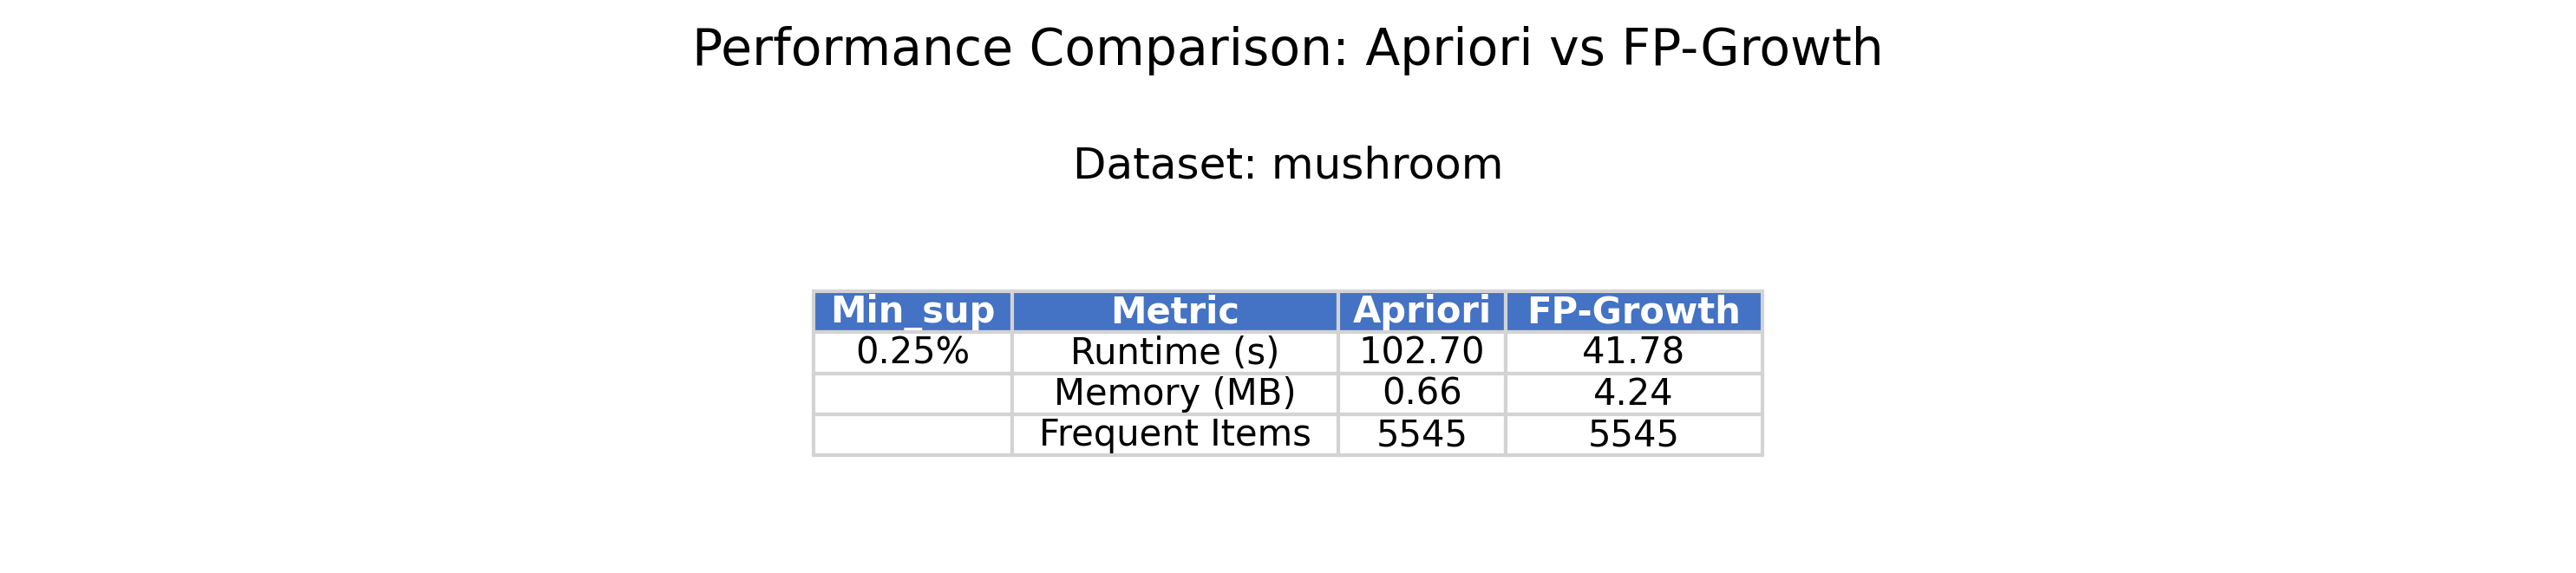 Performance Comparison: Apriori vs FP-Growth
Dataset: mushroom
Min_sup Metric Apriori FP-Growth
0.25% Runtime (s) 102.70 41.78
Memory (MB) 0.66 4.24
Frequent Items 5545 5545